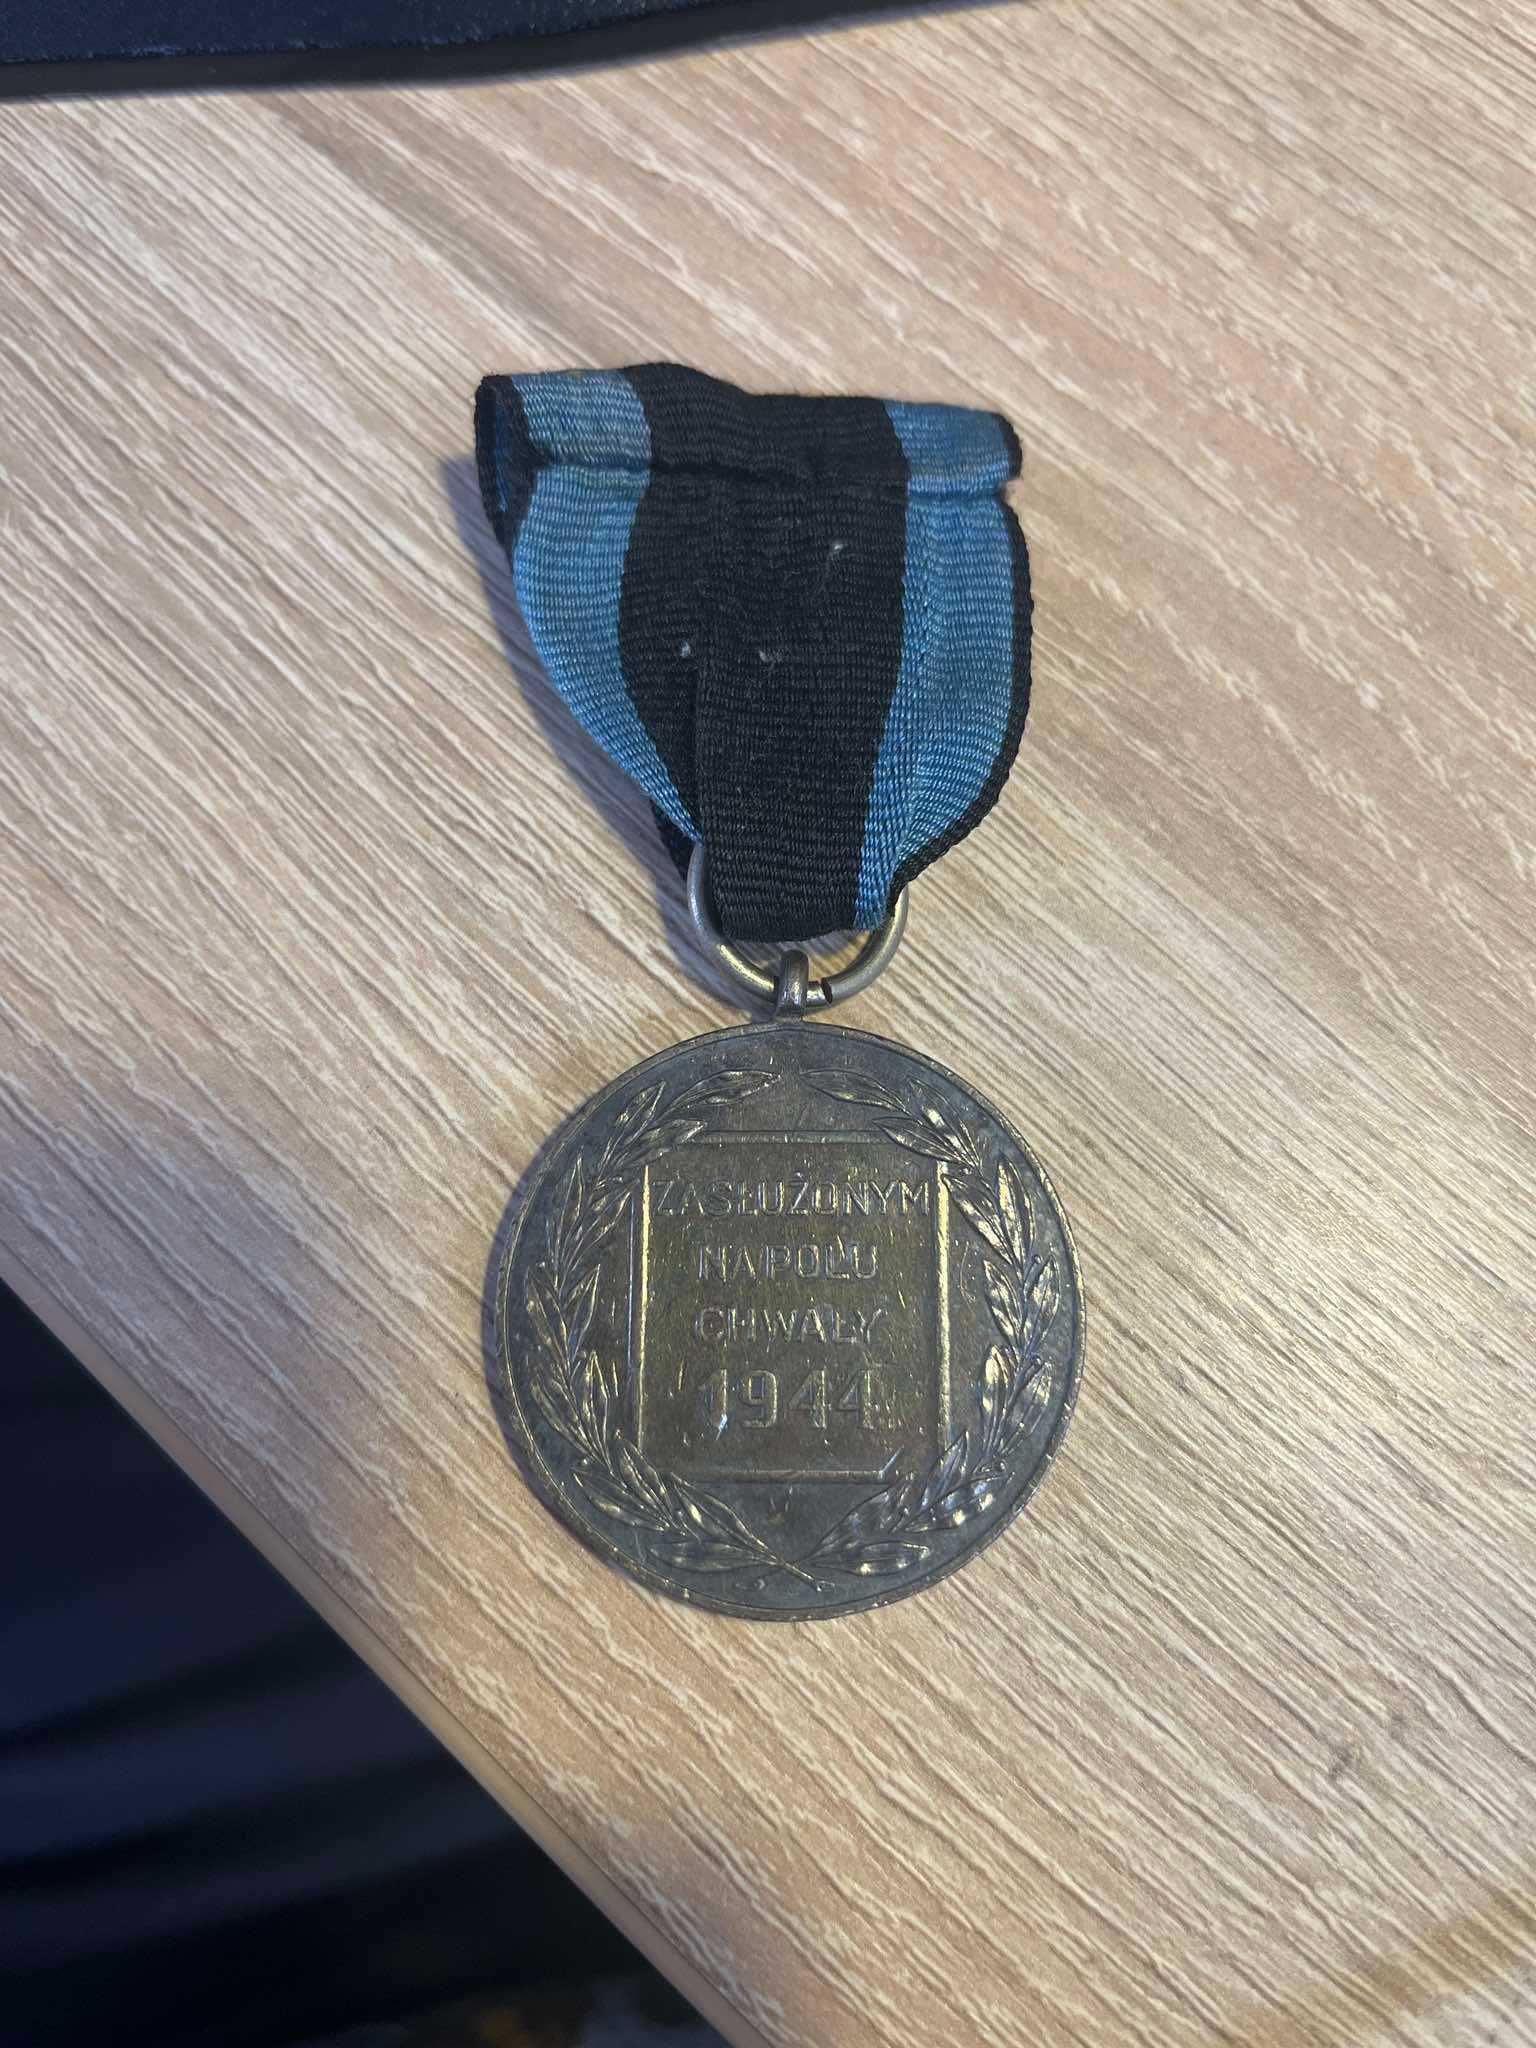 ZASŁUŻONYM
NA POLU
CHWAŁY
1944